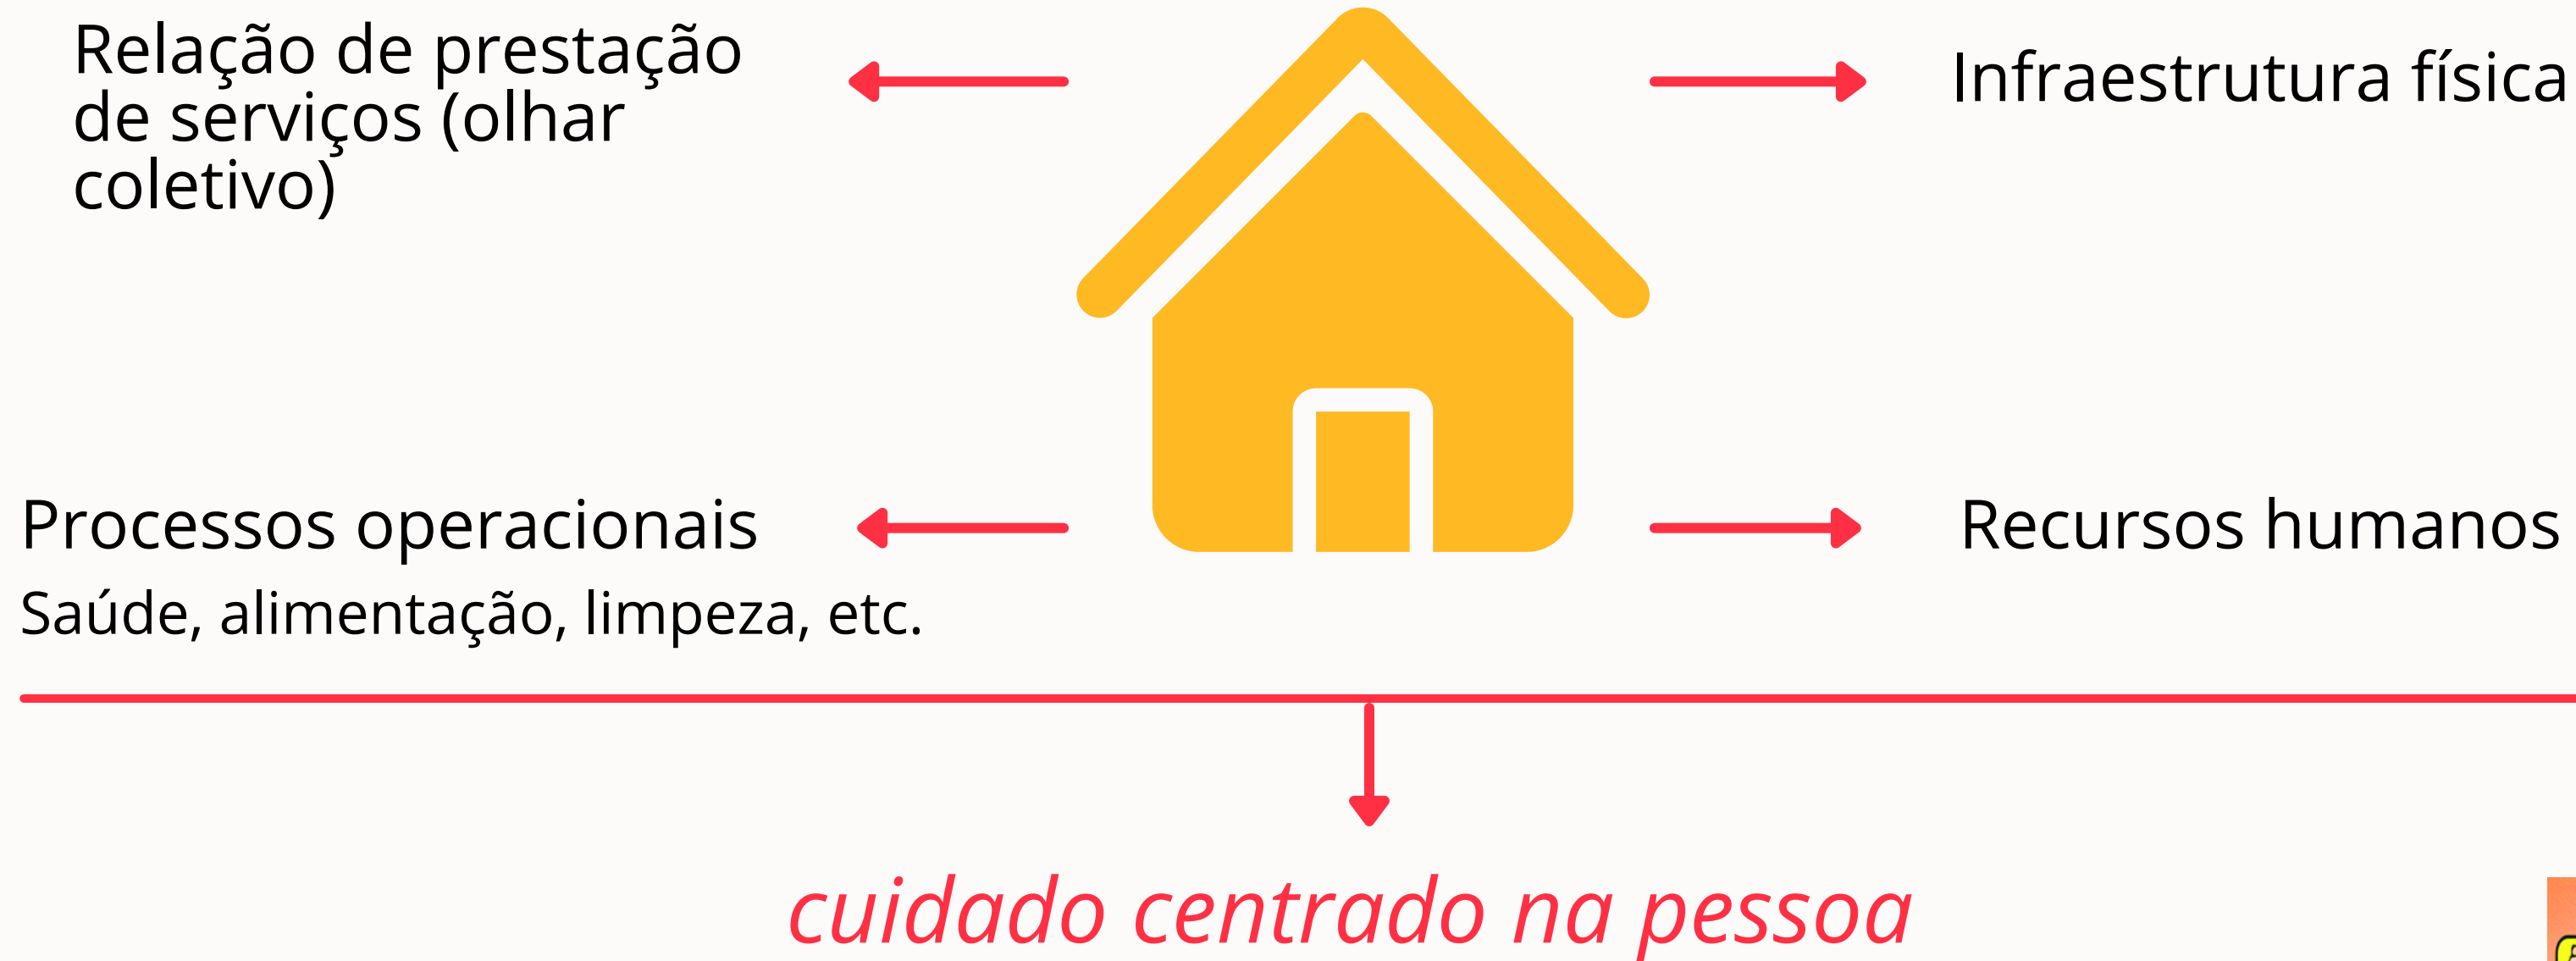 Relação de prestação
de serviços (olhar
coletivo)
Infraestrutura física
Processos operacionais
Saúde, alimentação, limpeza, etc.
Recursos humanos
cuidado centrado na pessoa